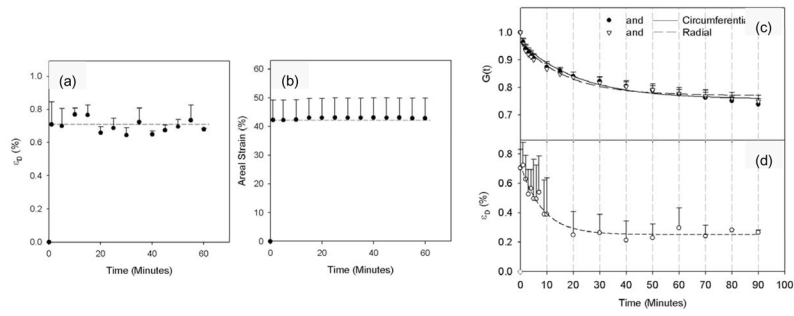 (a)
1.0
0.8
0.6
0.4
0.2
0.0
εD (%)
0
20
40
60
Time (Minutes)
(b)
60
50
40
30
20
10
0
Areal Strain (%)
0
20
40
60
Time (Minutes)
and Circumferentia (c)
and Radial
1.0
0.9
0.8
0.7
G(t)
(d)
0.8
0.6
0.4
0.2
0.0
εD (%)
0 10 20 30 40 50 60 70 80 90 100
Time (Minutes)